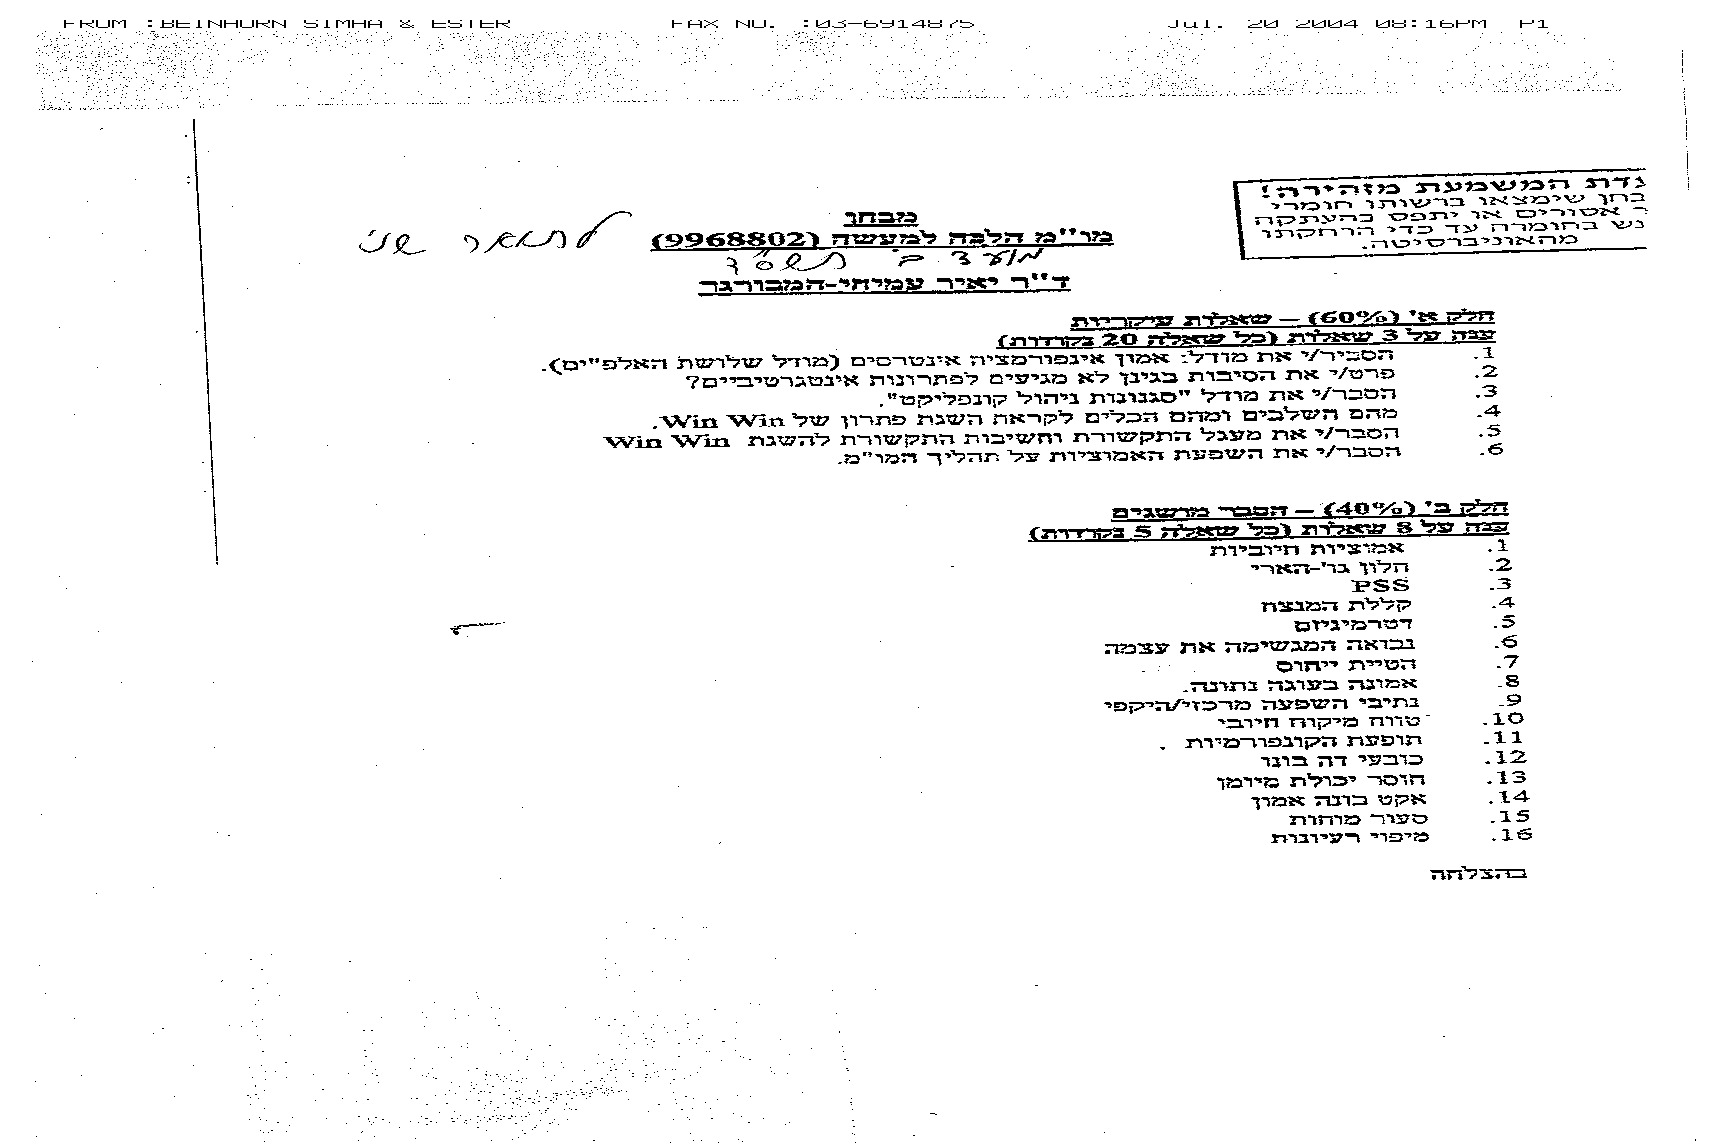 FROM :BEINHORN SIMHA & ESTER FAX NO. :03-6914875 Jul. 20 2004 08:16PM P1
גדת המשמעת מזהירה!
בחן שימצאו ברשותו חומרי
ר אסורים או יתפס בהעתקה
נש בחומרה עד כדי הרחקתו
מהאוניברסיטה.
מבחן
מו"מ הלכה למעשה (9968802) לתואר שני
מועד ב' תשס"ד
ד"ר יאיר עמיחי-המבורגר
חלק א' (60%) – שאלות עיקריות
ענה על 3 שאלות (כל שאלה 20 נקודות)
1. הסביר/י את מודל: אמון אינפורמציה אינטרסים (מודל שלושת האלפ"ים).
2. פרט/י את הסיבות בגינן לא מגיעים לפתרונות אינטגרטיביים?
3. הסבר/י את מודל "סגנונות ניהול קונפליקט".
4. מהם השלבים ומהם הכלים לקראת השגת פתרון של Win Win.
5. הסבר/י את מעגל התקשורת וחשיבות התקשורת להשגת Win Win
6. הסבר/י את השפעת האמוציות על תהליך המו"מ.
חלק ב' (40%) – הסבר מושגים
ענה על 8 שאלות (כל שאלה 5 נקודות)
1. אמוציות חיוביות
2. חלון ג'ו-הארי
3. PSS
4. קללת המנצח
5. דטרמיניזם
6. נבואה המגשימה את עצמה
7. הטיית ייחוס
8. אמונה בעוגה נתונה.
9. נתיבי השפעה מרכזי/היקפי
10. טווח מיקוח חיובי
11. תופעת הקונפורמיות .
12. כובעי דה בונו
13. חוסר יכולת מיומן
14. אקט בונה אמון
15. סעור מוחות
16. מיפוי רעיונות
בהצלחה